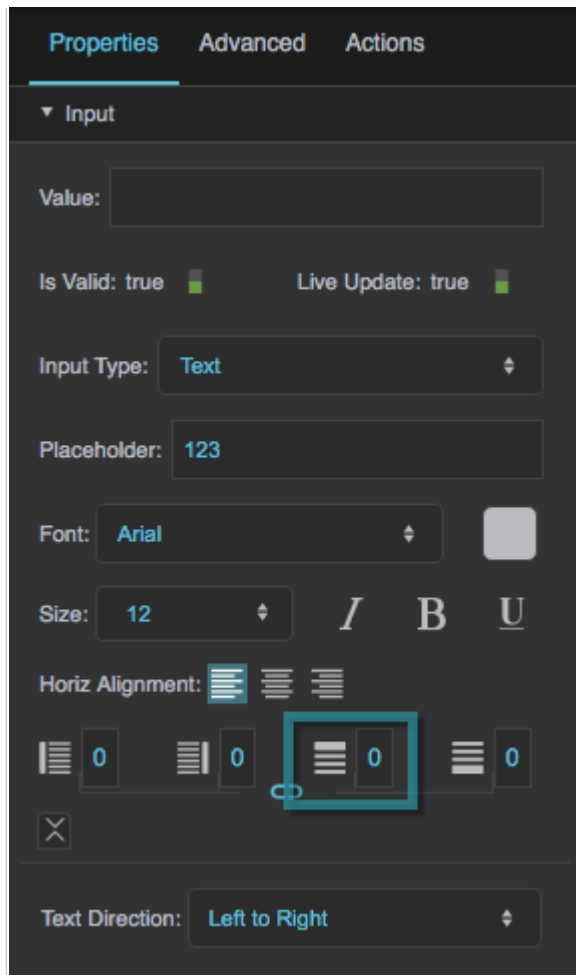 Properties Advanced Actions
Input
Value:
Is Valid: true Live Update: true
Input Type: Text
Placeholder: 123
Font: Arial
Size: 12 I B U
Horiz Alignment:
0 0 0 0
Text Direction: Left to Right